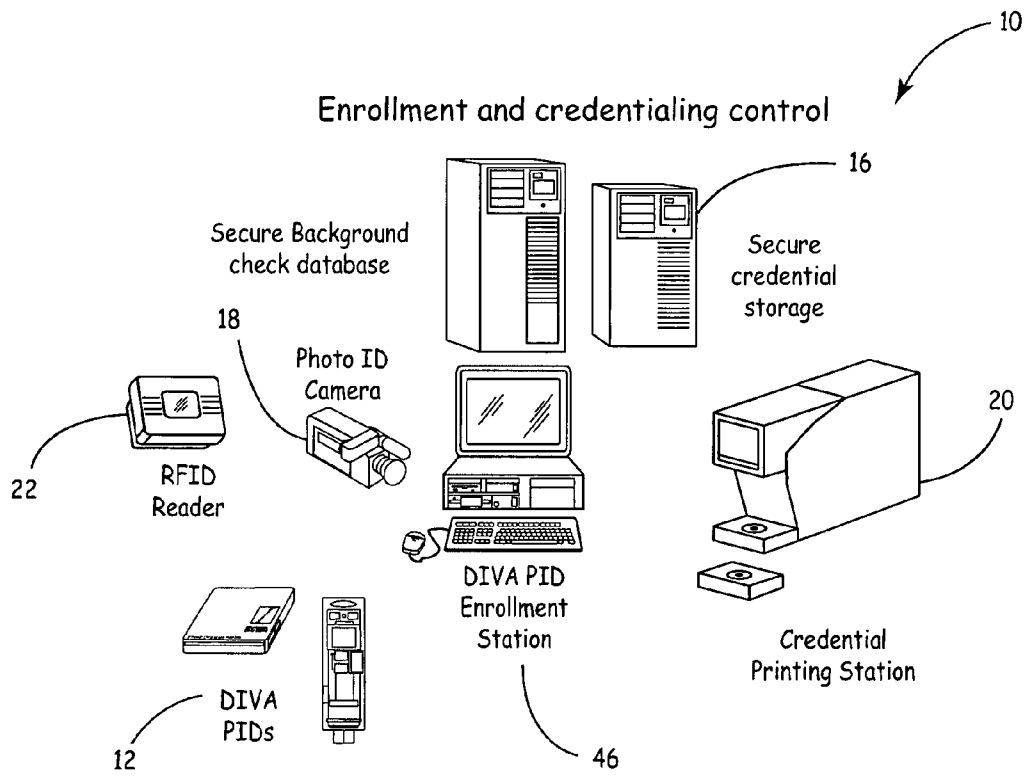 10
Enrollment and credentialing control
16
Secure Background
check database
Secure
credential
storage
18
Photo ID
Camera
20
22
RFID
Reader
DIVA PID
Enrollment
Station
Credential
Printing Station
DIVA
PIDs
12
46